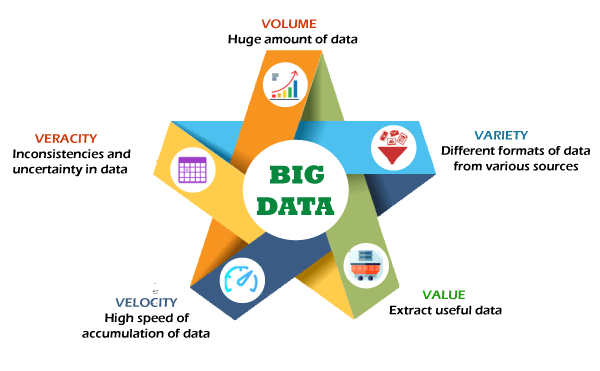 VOLUME
Huge amount of data
VARIETY
Different formats of data
from various sources
VERACITY
Inconsistencies and
uncertainty in data
BIG
DATA
VALUE
Extract useful data
VELOCITY
High speed of
accumulation of data